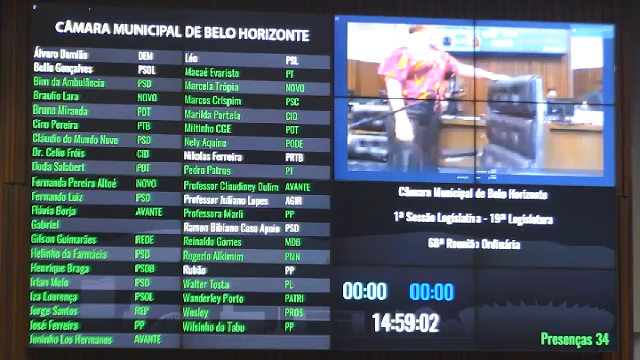 CÂMARA MUNICIPAL DE BELO HORIZONTE
Álvaro Damião DEM
Bella Gonçalves PSOL
Bim da Ambulância PSD
Braulio Lara NOVO
Bruno Miranda PDT
Ciro Pereira PTB
Cláudio do Mundo Novo PSD
Dr. Célio Fróis CID
Duda Salabert PDT
Fernanda Pereira Altoé NOVO
Fernando Luiz PSD
Flávia Borja AVANTE
Gabriel
Gilson Guimarães REDE
Helinho da Farmácia PSD
Henrique Braga PSDB
Irlan Melo PSD
Iza Lourença PSOL
Jorge Santos REP
José Ferreira PP
Juninho Los Hermanos AVANTE
Léo PSL
Macaé Evaristo PT
Marcela Trópia NOVO
Marcos Crispim PSC
Marilda Portela CID
Miltinho CGE PDT
Nely Aquino PODE
Nikolas Ferreira PRTB
Pedro Patrus PT
Professor Claudiney Dulim AVANTE
Professor Juliano Lopes AGIR
Professora Marli PP
Ramon Bibiano Casa Apoio PSD
Reinaldo Gomes MDB
Rogerio Alkimim PMN
Rubão PP
Walter Tosta PL
Wanderley Porto PATRI
Wesley PROS
Wilsinho da Tabu PP
Câmara Municipal de Belo Horizonte
1ª Sessão Legislativa - 19ª Legislatura
68ª Reunião Ordinária
00:00 00:00
14:59:02
Presenças 34